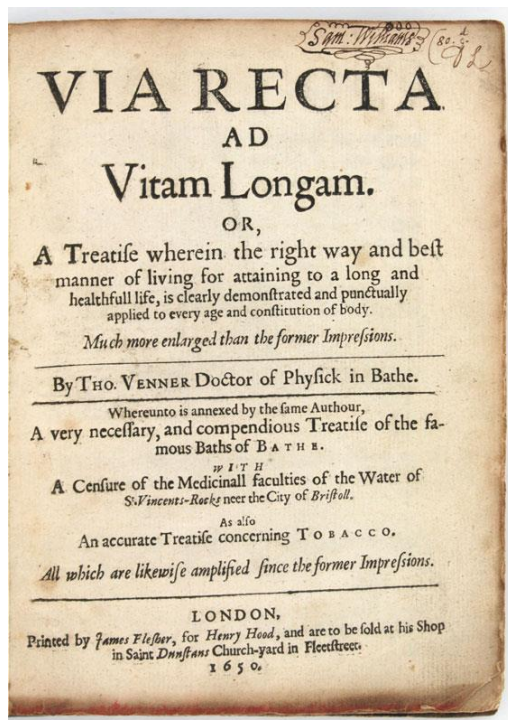 Sam: Williams
VIA RECTA
AD
Vitam Longam.
OR,
A Treatiſe wherein the right way and beſt
manner of living for attaining to a long and
healthfull life, is clearly demonſtrated and punctually
applied to every age and conſtitution of body.
Much more enlarged than the former Impreſsions.
By THO. VENNER Doctor of Phyſick in Bathe.
Whereunto is annexed by the ſame Authour,
A very neceſſary, and compendious Treatiſe of the fa-
mous Baths of BATHE.
WITH
A Cenſure of the Medicinall faculties of the Water of
St. Vincents-Rocks neer the City of Briſtoll.
As alſo
An accurate Treatiſe concerning TOBACCO.
All which are likewiſe amplified ſince the former Impreſsions.
LONDON,
Printed by James Fleſher, for Henry Hood, and are to be ſold at his Shop
in Saint Dunſtans Church-yard in Fleetſtreet.
1650.